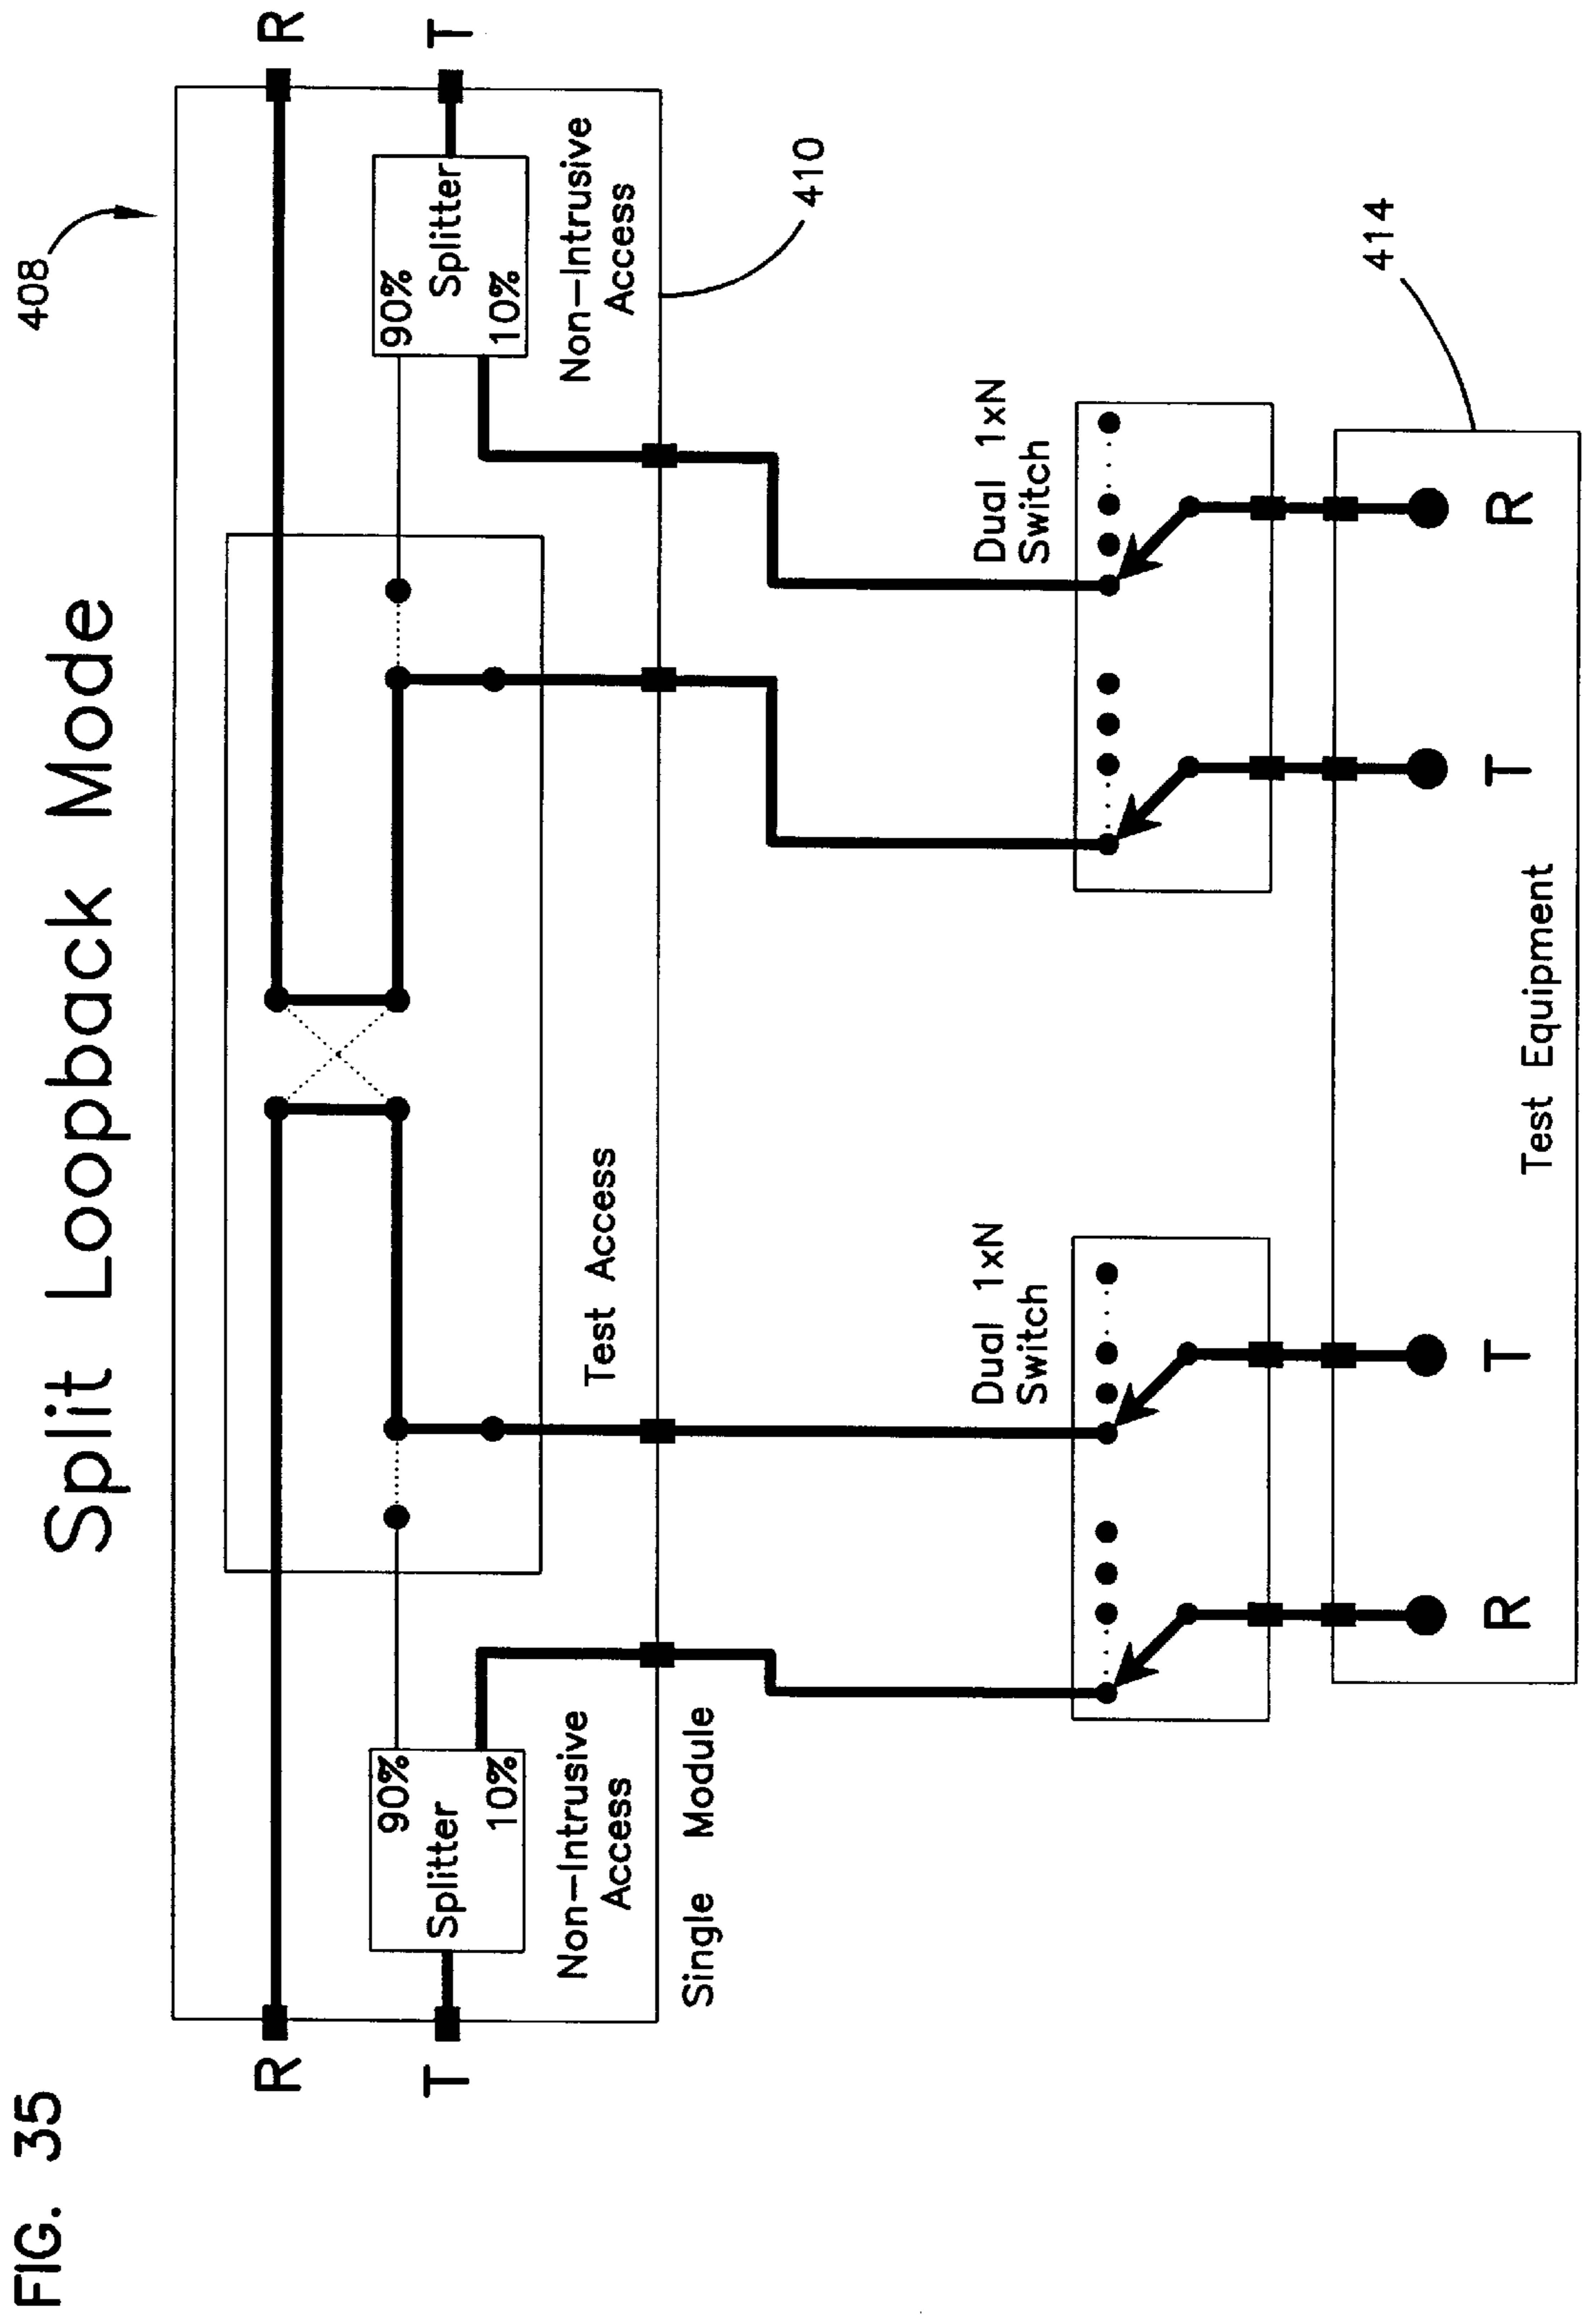 FIG. 35
Split Loopback Mode
408
R
R
T
T
Splitter
90%
10%
90%
10%
Splitter
Non-Intrusive
Access
Test Access
Non-Intrusive
Access
410
Single Module
Dual 1xN
Switch
Dual 1xN
Switch
414
R
T
T
R
Test Equipment